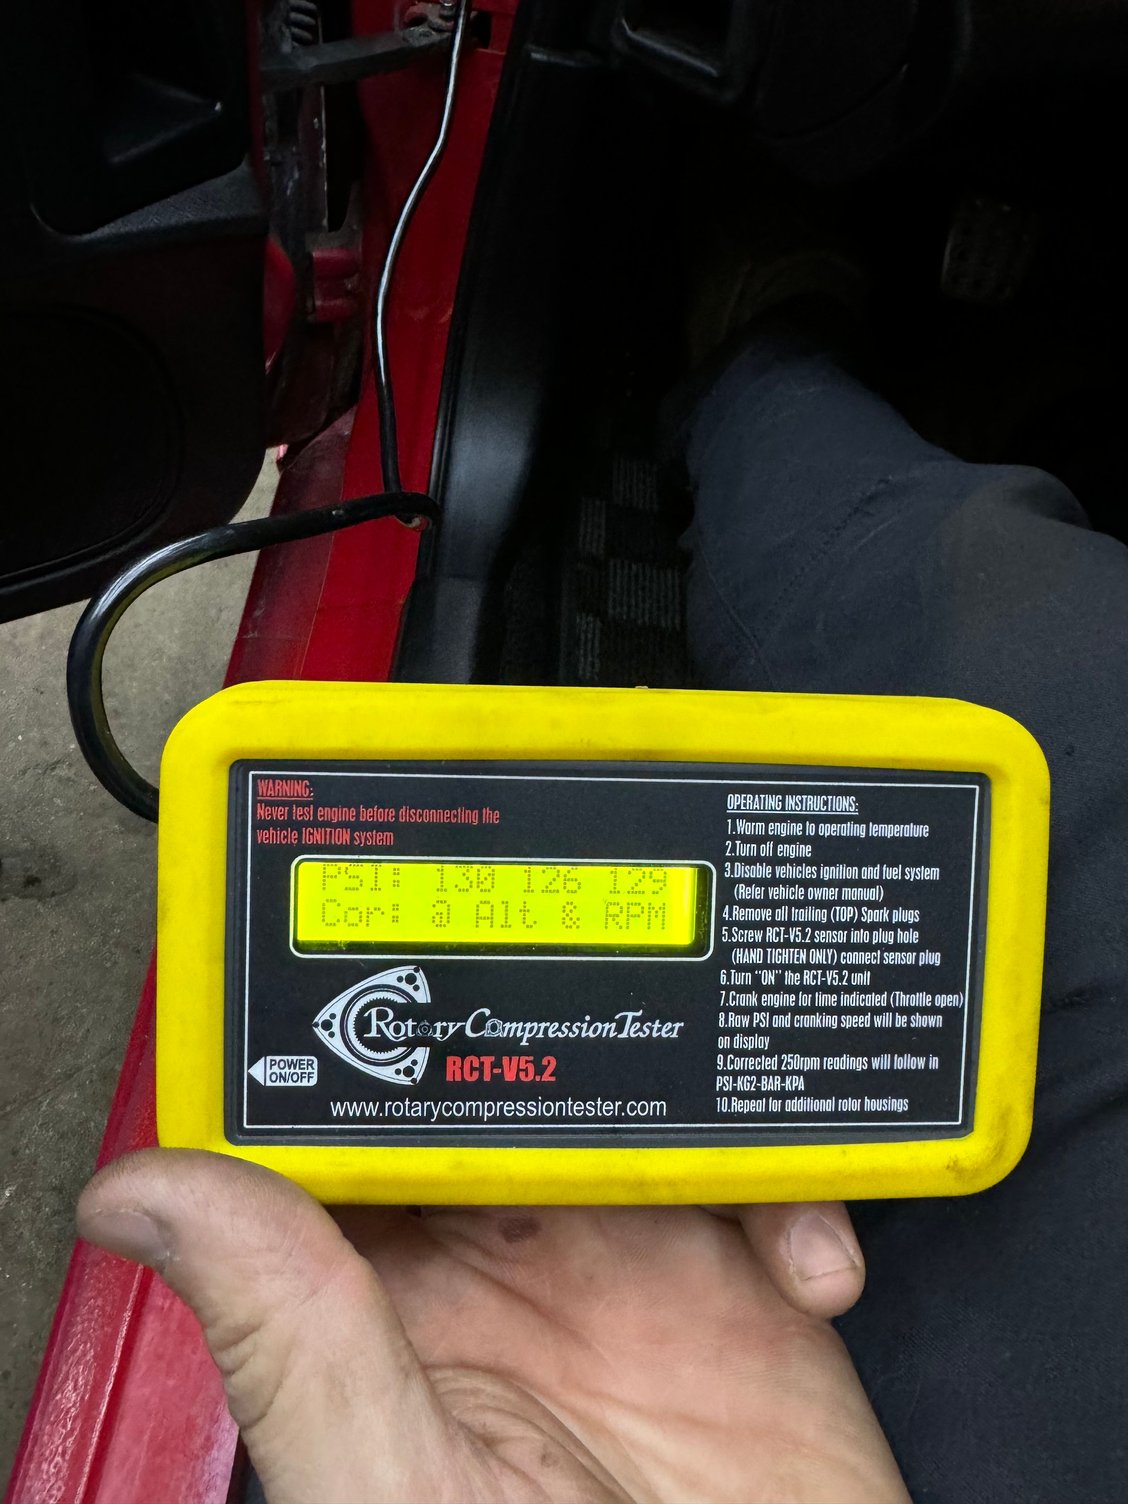 WARNING:
Never test engine before disconnecting the
vehicle IGNITION system
PSI: 130 126 129
Cor: a Alt & RPM
Rotary CompressionTester
RCT-V5.2
POWER
ON/OFF
www.rotarycompressiontester.com
OPERATING INSTRUCTIONS:
1.Warm engine to operating temperature
2.Turn off engine
3.Disable vehicles ignition and fuel system
(Refer vehicle owner manual)
4.Remove all trailing (TOP) Spark plugs
5.Screw RCT-V5.2 sensor into plug hole
(HAND TIGHTEN ONLY) connect sensor plug
6.Turn "ON" the RCT-V5.2 unit
7.Crank engine for time indicated (Throttle open)
8.Raw PSI and cranking speed will be shown
on display
9.Corrected 250rpm readings will follow in
PSI-KG2-BAR-KPA
10.Repeat for additional rotor housings